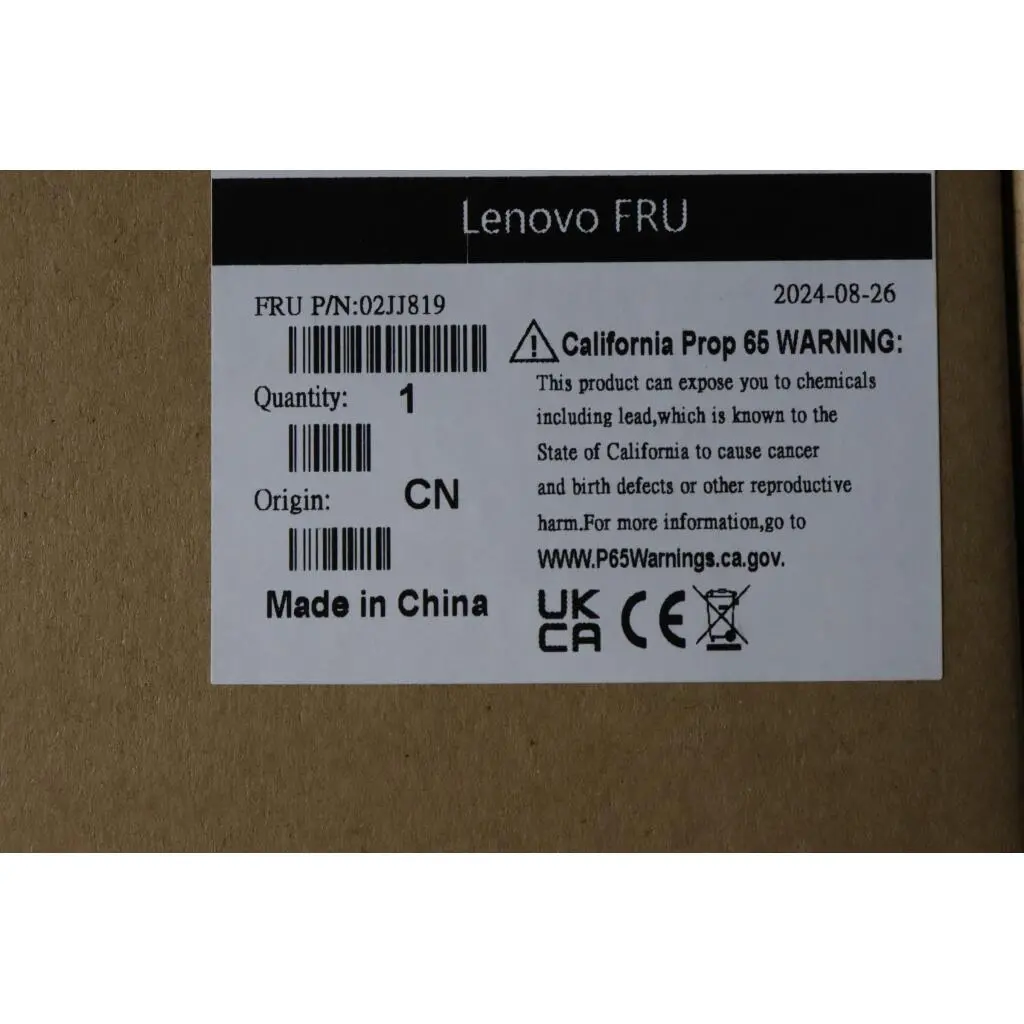 Lenovo FRU
FRU P/N:02JJ819
2024-08-26
Quantity: 1
Origin: CN
Made in China
California Prop 65 WARNING:
This product can expose you to chemicals
including lead,which is known to the
State of California to cause cancer
and birth defects or other reproductive
harm.For more information,go to
WWW.P65Warnings.ca.gov.
UK
CA
CE